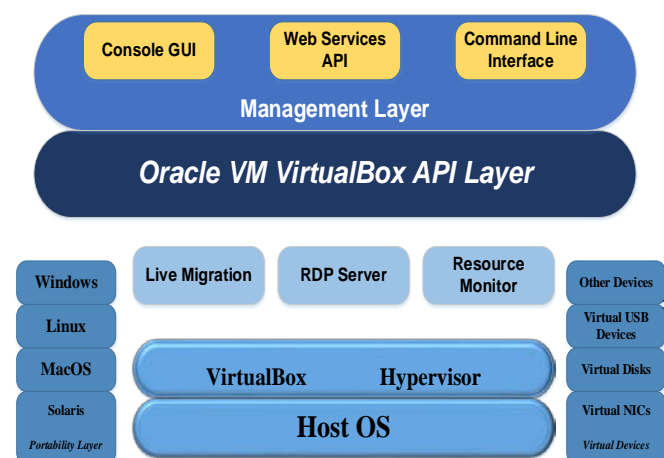 Console GUI
Web Services
API
Command Line
Interface
Management Layer
Oracle VM VirtualBox API Layer
Live Migration
RDP Server
Resource
Monitor
Windows
Linux
MacOS
Solaris
Portability Layer
VirtualBox Hypervisor
Host OS
Other Devices
Virtual USB
Devices
Virtual Disks
Virtual NICs
Virtual Devices